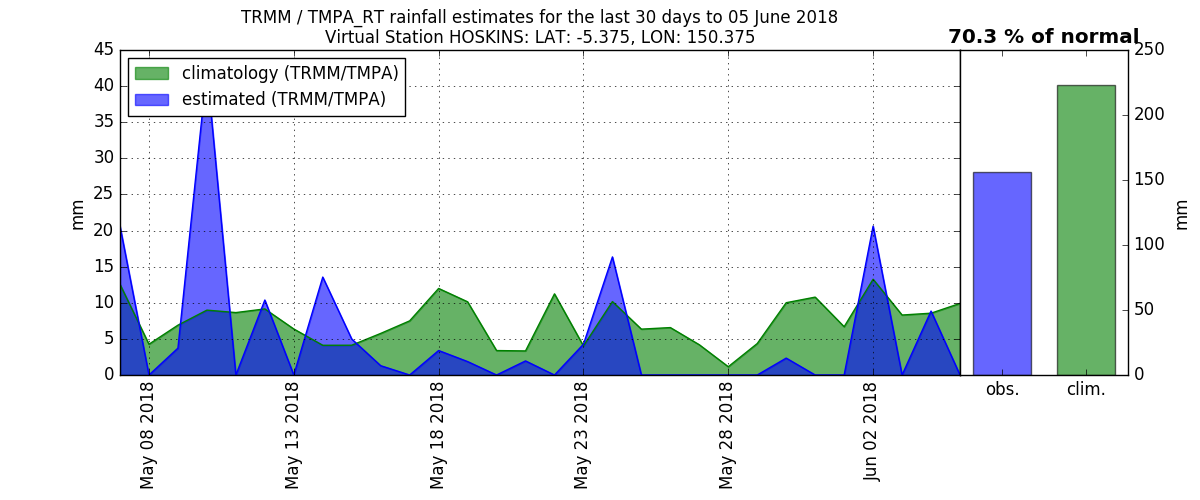 TRMM / TMPA_RT rainfall estimates for the last 30 days to 05 June 2018
Virtual Station HOSKINS: LAT: -5.375, LON: 150.375
70.3 % of normal
climatology (TRMM/TMPA)
estimated (TRMM/TMPA)
45
40
35
30
25
20
15
10
5
0
mm
May 08 2018
May 13 2018
May 18 2018
May 23 2018
May 28 2018
Jun 02 2018
250
200
150
100
50
0
mm
obs.
clim.